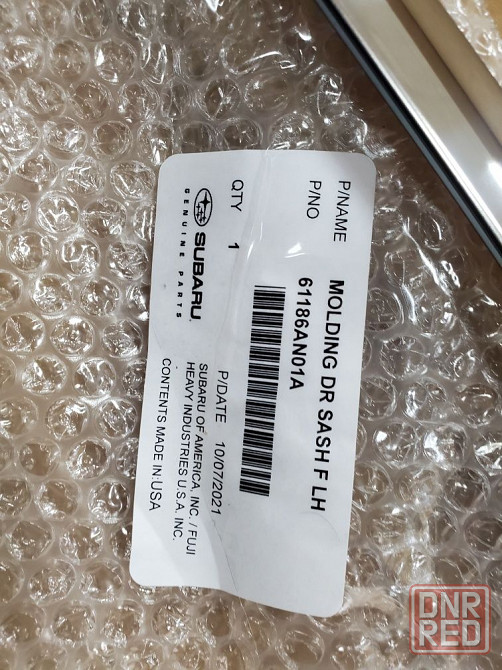 P/NAME MOLDING DR SASH F LH
P/NO 61186AN01A
QTY 1
P/DATE 10/07/2021
SUBARU
GENUINE PARTS
SUBARU OF AMERICA, INC. / FUJI
HEAVY INDUSTRIES U.S.A, INC.
CONTENTS MADE IN:USA
DNR
RED